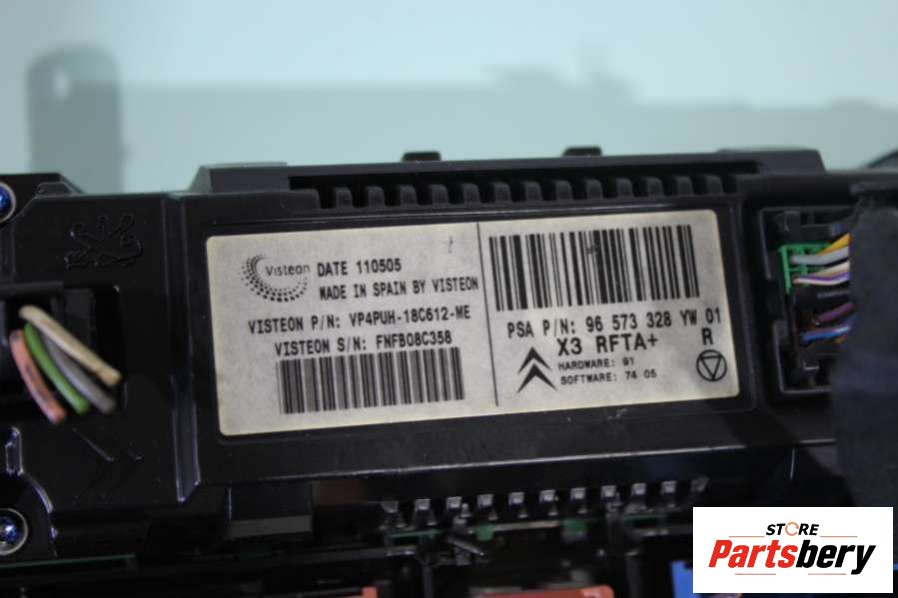 Visteon DATE 110505
MADE IN SPAIN BY VISTEON
VISTEON P/N: VP4PUH-18C612-ME
VISTEON S/N: FNFB08C358
PSA P/N: 96 573 328 YW 01
X3 RFTA+ R
HARDWARE: 91
SOFTWARE: 74 05
STORE
Partsbery